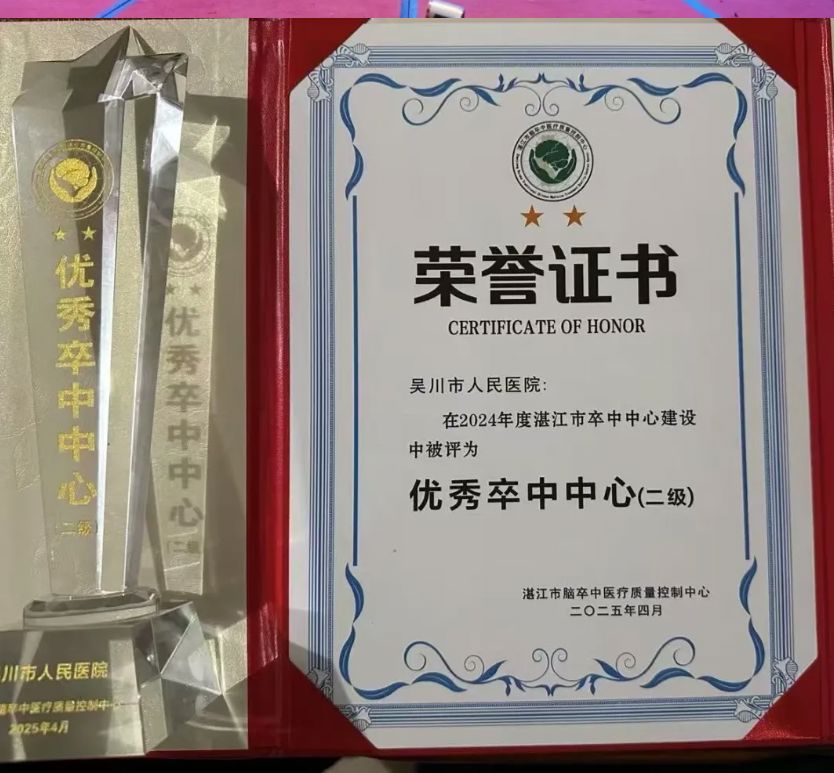 优秀卒中中心
(二级)
吴川市人民医院
脑卒中医疗质量控制中心
2025年4月
荣誉证书
CERTIFICATE OF HONOR
吴川市人民医院:
在2024年度湛江市卒中中心建设
中被评为
优秀卒中中心(二级)
湛江市脑卒中医疗质量控制中心
二〇二五年四月